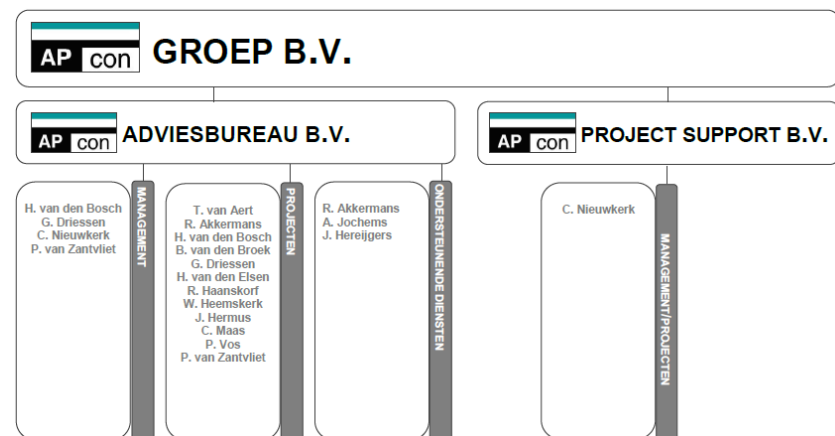 AP con GROEP B.V.
AP con ADVIESBUREAU B.V.
AP con PROJECT SUPPORT B.V.
H. van den Bosch
G. Driessen
C. Nieuwkerk
P. van Zantvliet
MANAGEMENT
T. van Aert
R. Akkermans
H. van den Bosch
B. van den Broek
G. Driessen
H. van den Elsen
R. Haanskorf
W. Heemskerk
J. Hermus
C. Maas
P. Vos
P. van Zantvliet
PROJECTEN
R. Akkermans
A. Jochems
J. Hereijgers
ONDERSTEUNENDE DIENSTEN
C. Nieuwkerk
MANAGEMENT/PROJECTEN